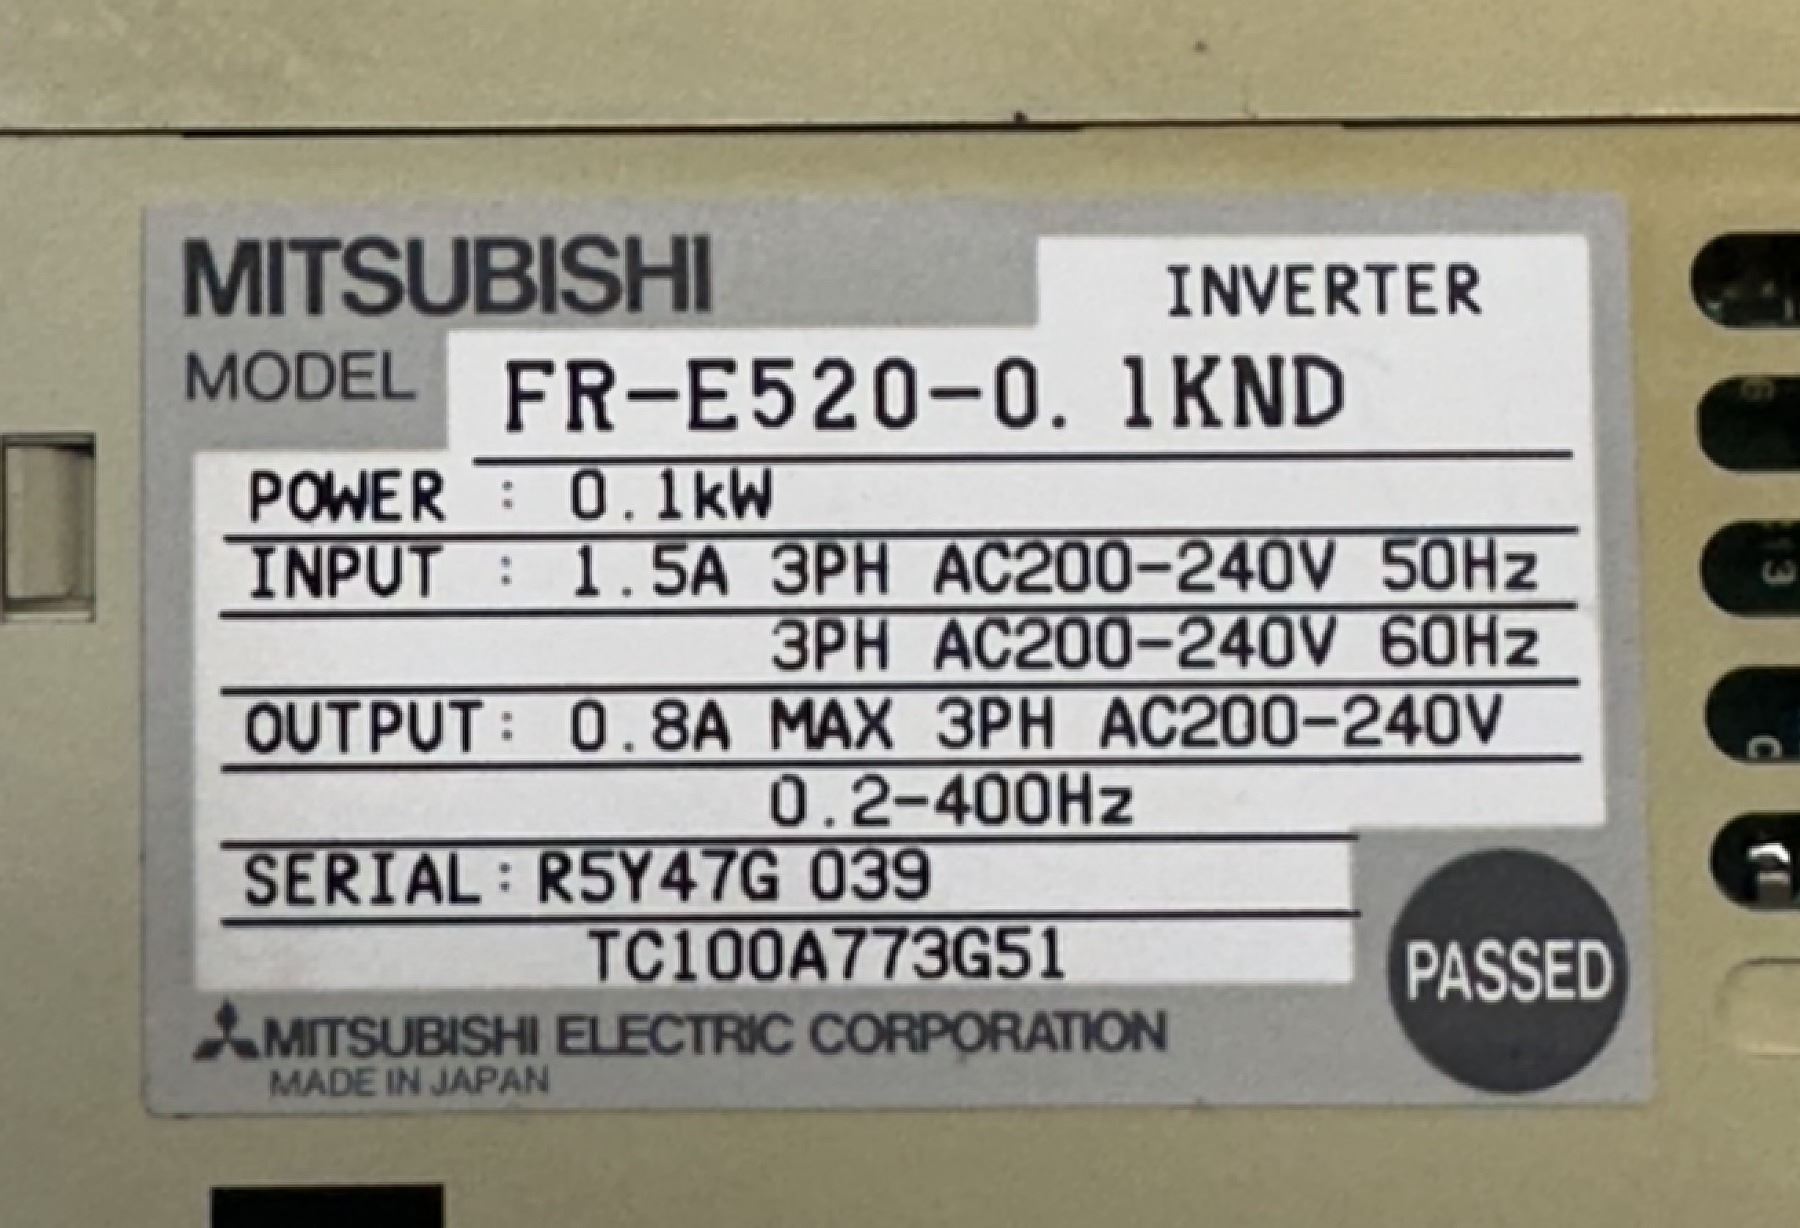 MITSUBISHI
INVERTER
MODEL FR-E520-0.1KND
POWER : 0.1kW
INPUT : 1.5A 3PH AC200-240V 50Hz
3PH AC200-240V 60Hz
OUTPUT: 0.8A MAX 3PH AC200-240V
0.2-400Hz
SERIAL: R5Y47G 039
TC100A773G51
PASSED
MITSUBISHI ELECTRIC CORPORATION
MADE IN JAPAN